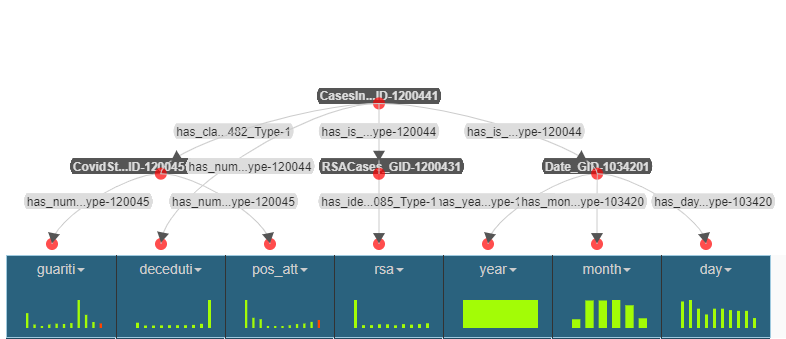 CasesIn...ID-1200441
has_cla...482_Type-1
has_is_...ype-120044
has_is_...ype-120044
CovidSt...ID-120045
has_num...ype-120044
RSACases_GID-1200431
Date_GID-1034201
has_num...ype-120045
has_num...ype-120045
has_ide...085_Type-1
has_yea...ype-1
has_mon...ype-103420
has_day...ype-103420
guariti
deceduti
pos_att
rsa
year
month
day